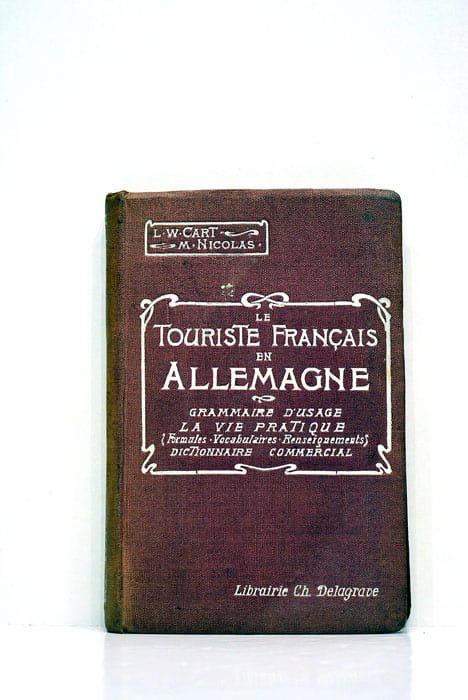 L·W·CART
M·NICOLAS·
LE
TOURISTE FRANÇAIS
EN
ALLEMAGNE
GRAMMAIRE D'USAGE
LA VIE PRATIQUE
(Formules·Vocabulaires·Renseignements)
DICTIONNAIRE COMMERCIAL
Librairie Ch. Delagrave